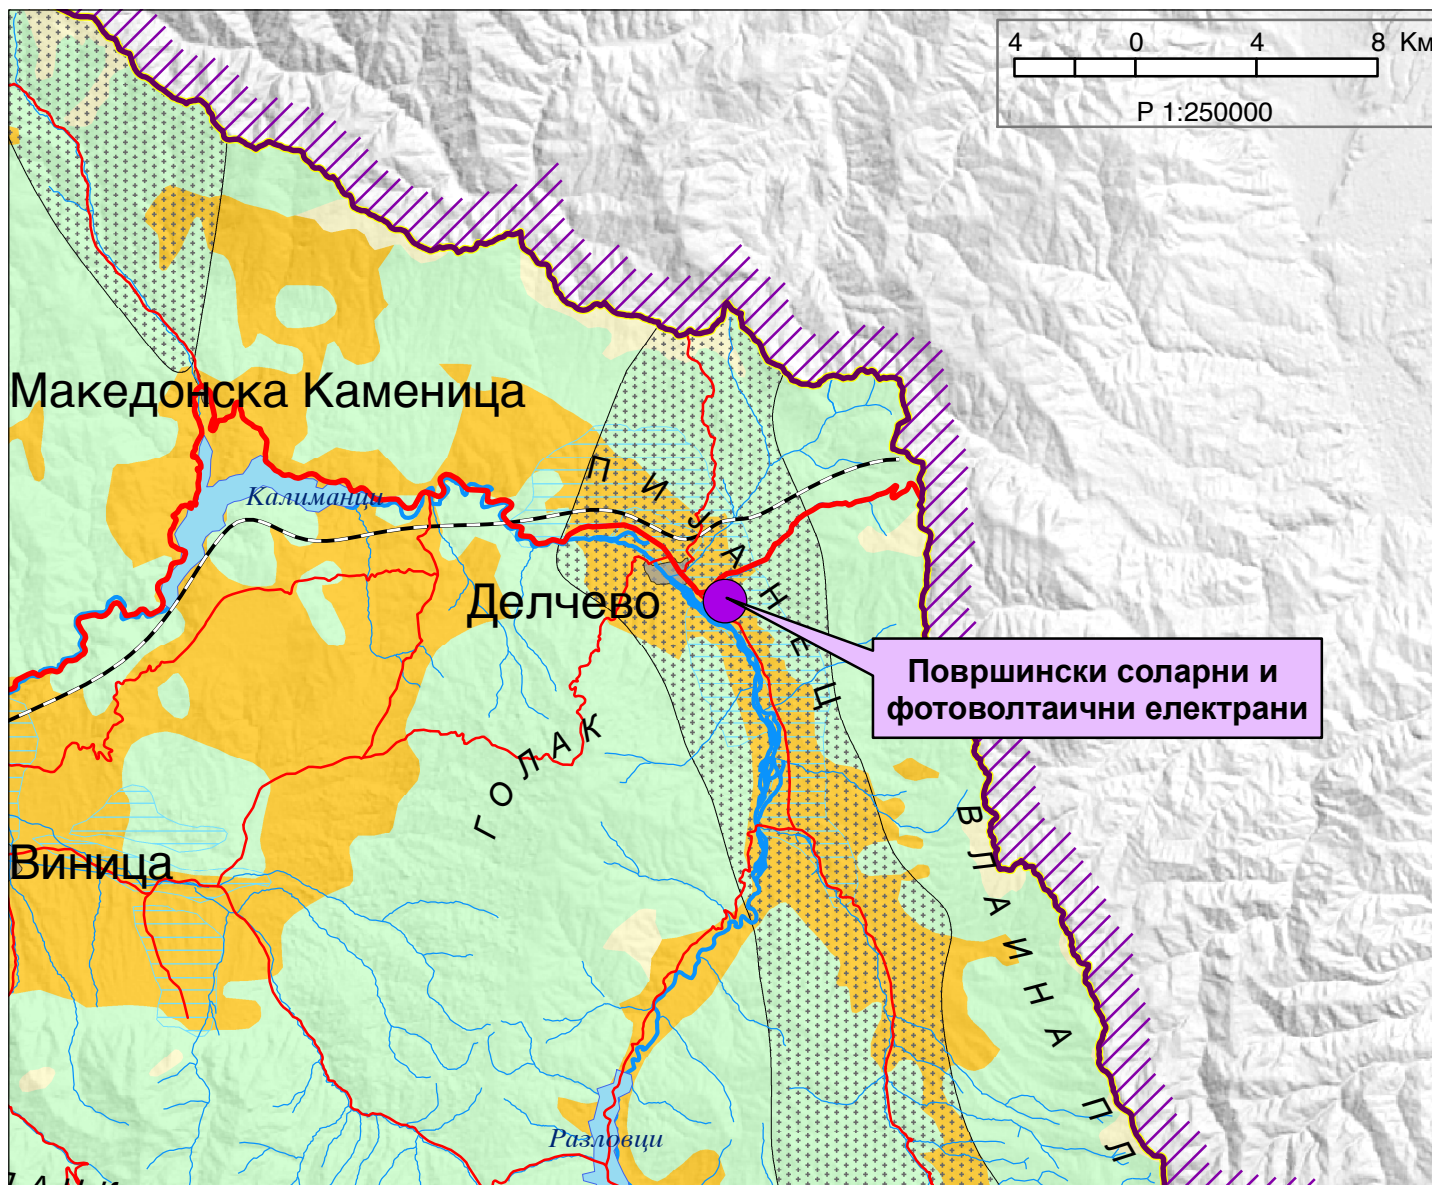 4 0 4 8 Км
Р 1:250000
Македонска Каменица
Калиманци
ПИЈАНЕЦ
Делчево
Површински соларни и
фотоволтаични електрани
ГОЛАК
ВЛАИНА ПЛ
Виница
Разловци